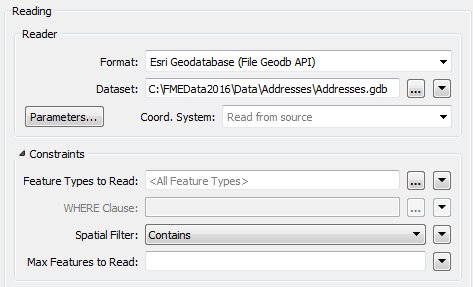 Reading
Reader
Format: Esri Geodatabase (File Geodb API)
Dataset: C:\FMEData2016\Data\Addresses\Addresses.gdb ...
Parameters... Coord. System: Read from source
Constraints
Feature Types to Read: <All Feature Types> ...
WHERE Clause: ...
Spatial Filter: Contains
Max Features to Read: